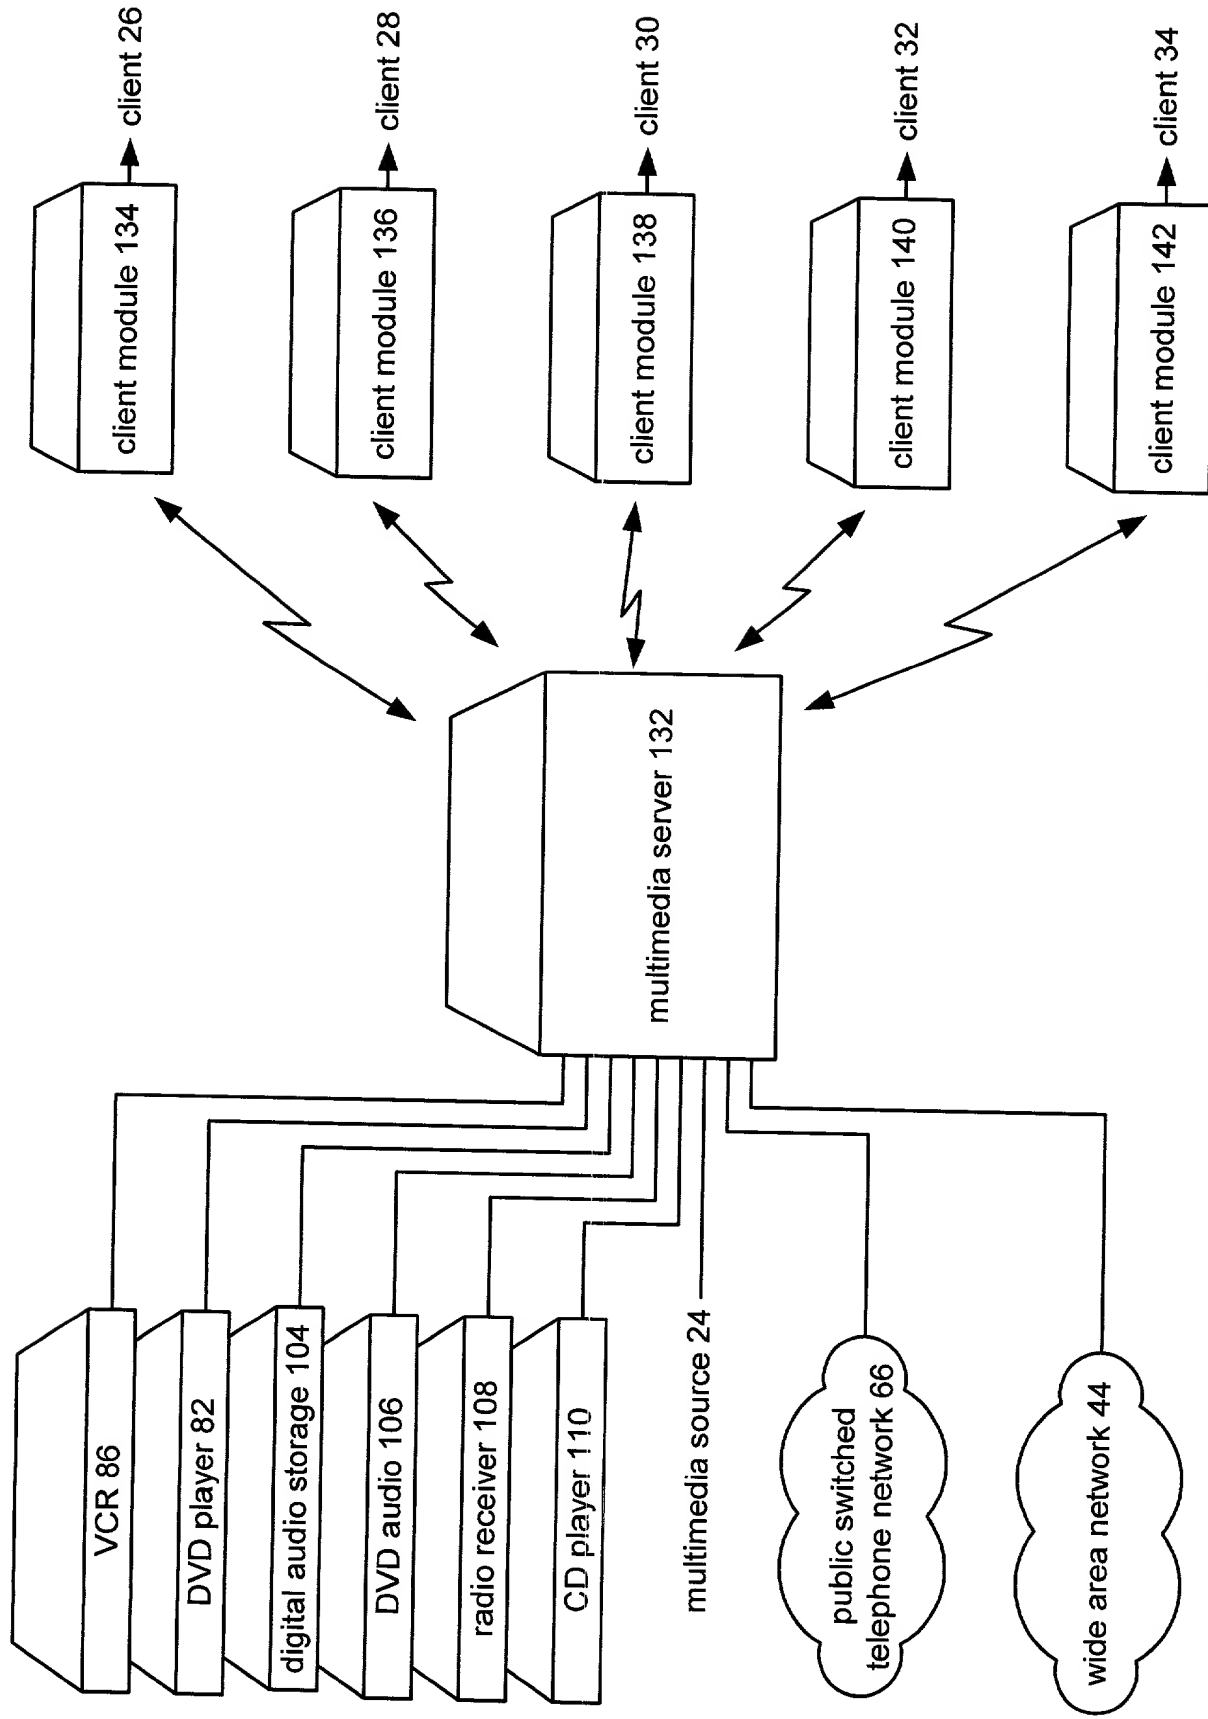 VCR 86
DVD player 82
digital audio storage 104
DVD audio 106
radio receiver 108
CD player 110
multimedia source 24
public switched
telephone network 66
wide area network 44
multimedia server 132
client module 134
client 26
client module 136
client 28
client module 138
client 30
client module 140
client 32
client module 142
client 34